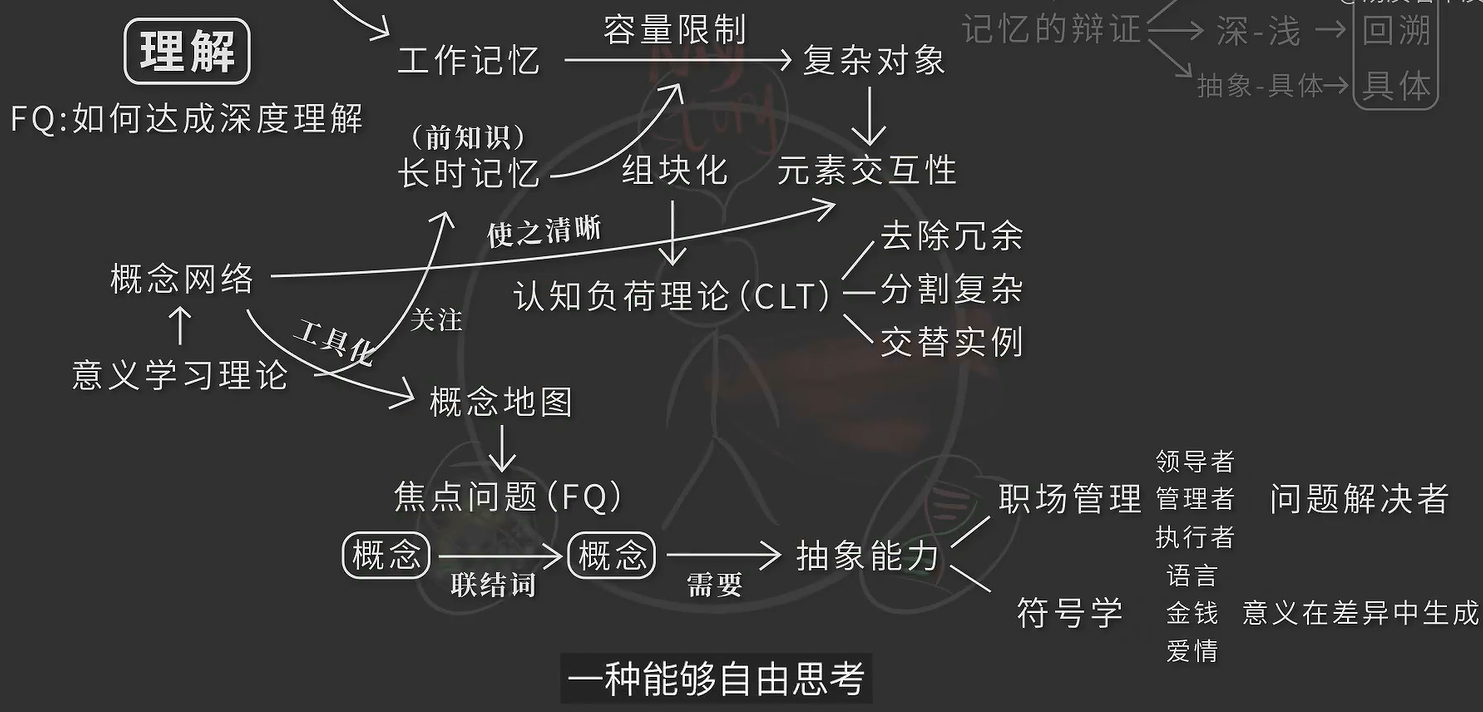 理解
FQ:如何达成深度理解
工作记忆
容量限制
复杂对象
记忆的辩证
深-浅
回溯
抽象-具体
具体
（前知识）
长时记忆
组块化
元素交互性
使之清晰
概念网络
去除冗余
认知负荷理论（CLT）
分割复杂
交替实例
工具化
关注
意义学习理论
概念地图
焦点问题（FQ）
概念
联结词
概念
需要
抽象能力
职场管理
领导者
管理者
执行者
问题解决者
符号学
语言
金钱
爱情
意义在差异中生成
一种能够自由思考